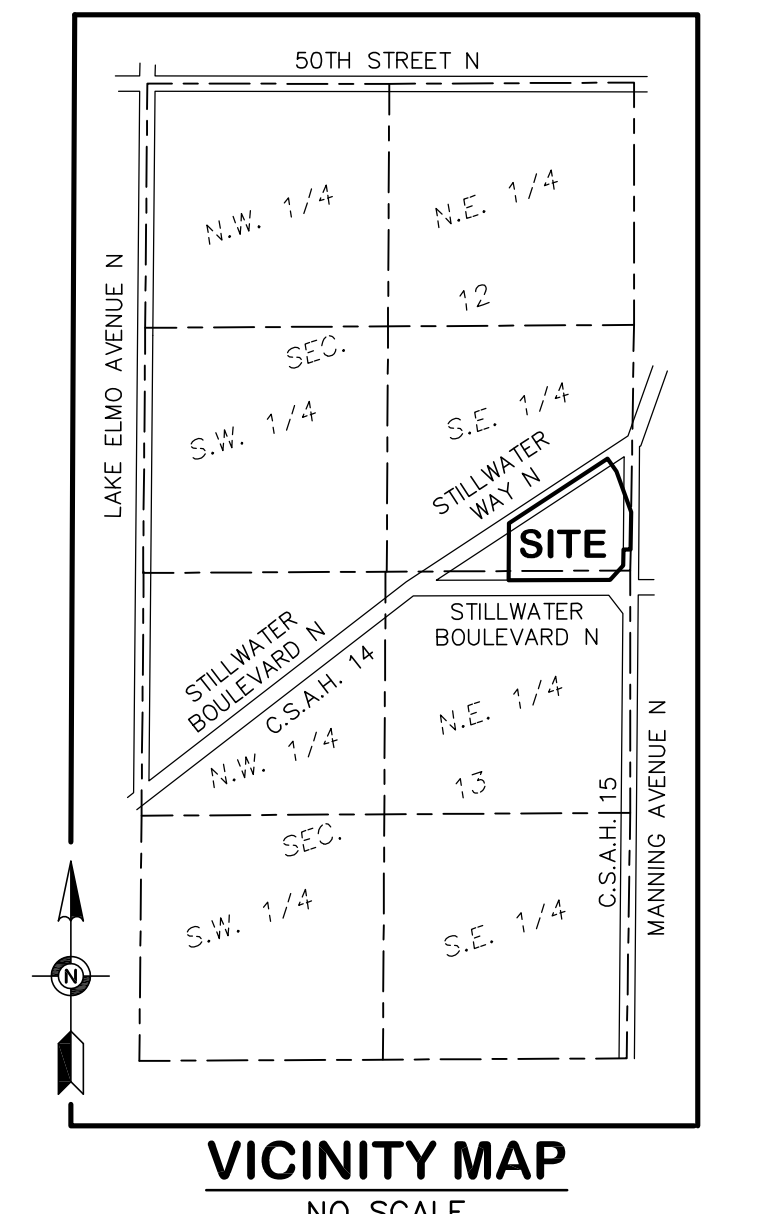 50TH STREET N
N.W. 1/4
N.E. 1/4
12
LAKE ELMO AVENUE N
SEC.
S.W. 1/4
S.E. 1/4
STILLWATER
WAY N
SITE
STILLWATER
BOULEVARD N
STILLWATER
BOULEVARD N
C.S.A.H. 14
N.W. 1/4
N.E. 1/4
13
SEC.
C.S.A.H. 15
MANNING AVENUE N
S.W. 1/4
S.E. 1/4
N
VICINITY MAP
NO SCALE